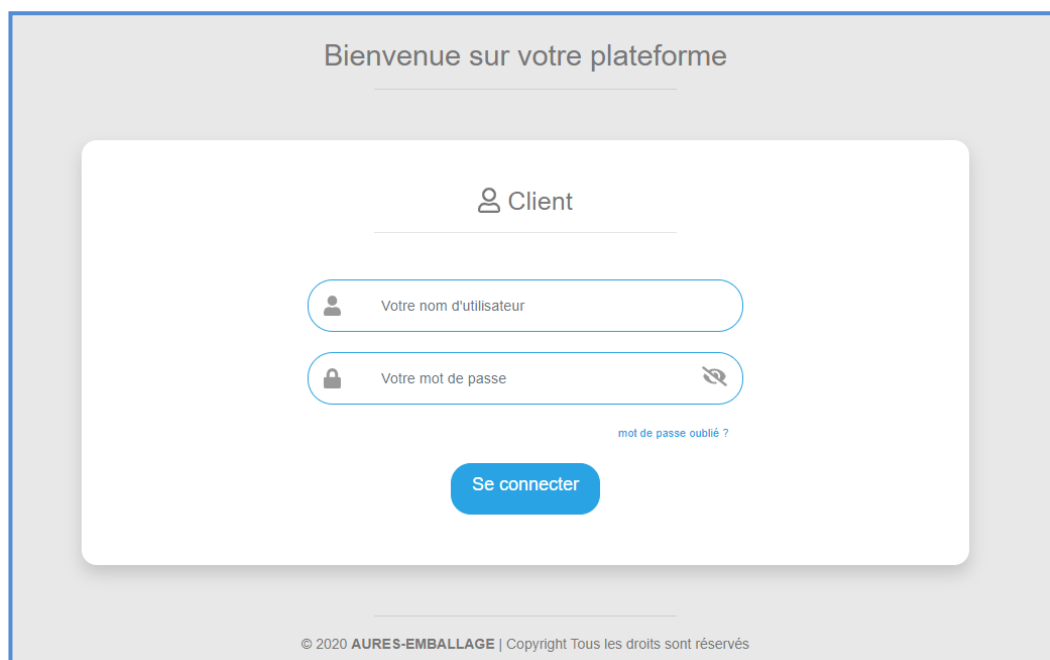 Bienvenue sur votre plateforme
Client
Votre nom d'utilisateur
Votre mot de passe
mot de passe oublié ?
Se connecter
© 2020 AURES-EMBALLAGE | Copyright Tous les droits sont réservés